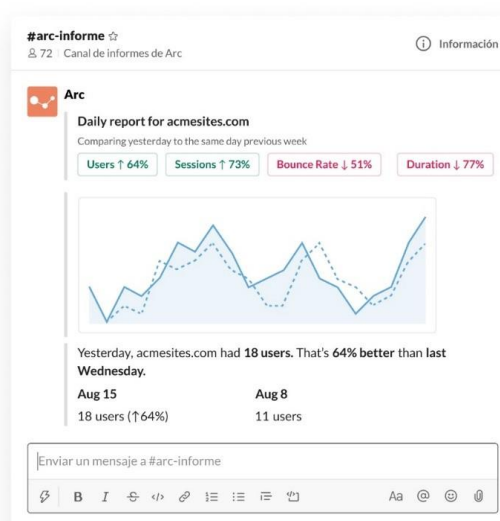 #arc-informe
72 Canal de informes de Arc
Información
Arc
Daily report for acmesites.com
Comparing yesterday to the same day previous week
Users ↑ 64% Sessions ↑ 73% Bounce Rate ↓ 51% Duration ↓ 77%
Yesterday, acmesites.com had 18 users. That's 64% better than last
Wednesday.
Aug 15 Aug 8
18 users (↑64%) 11 users
Enviar un mensaje a #arc-informe
B I S </> Aa @